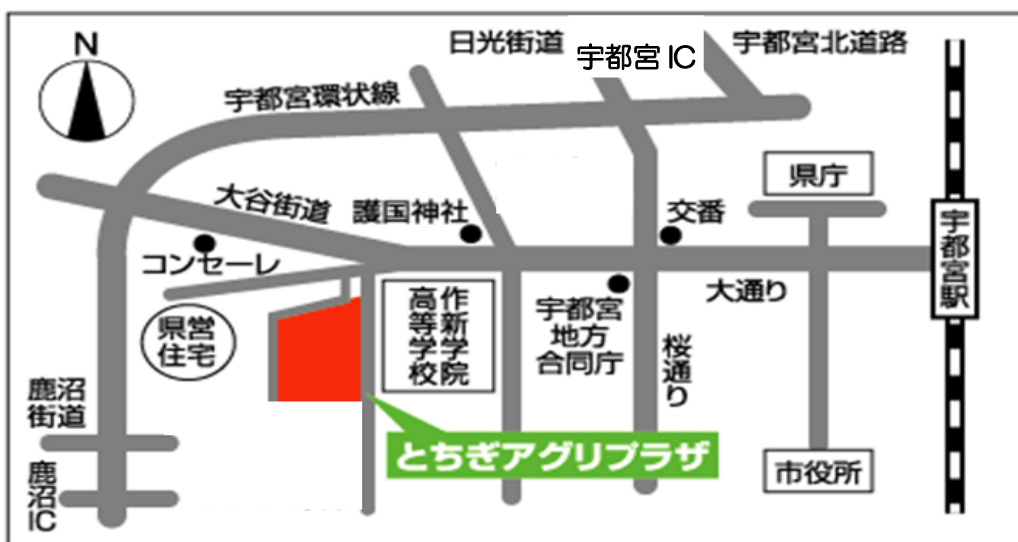 N
日光街道
宇都宮IC
宇都宮北道路
宇都宮環状線
県庁
大谷街道
護国神社
交番
コンセーレ
宇都宮駅
大通り
県営
住宅
作新学院
高等学校
宇都宮
地方
合同庁
桜通り
鹿沼
街道
とちぎアグリプラザ
市役所
鹿沼IC